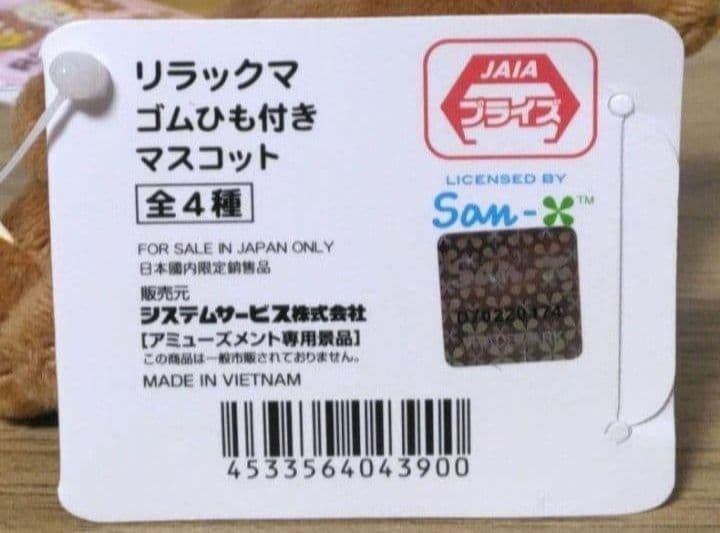 リラックマ
ゴムひも付き
マスコット
全4種
FOR SALE IN JAPAN ONLY
日本國内限定銷售品
販売元
システムサービス株式会社
[アミューズメント専用景品]
この商品は一般市販されておりません。
MADE IN VIETNAM
4533564043900
JAIA
プライズ
LICENSED BY
San-X™